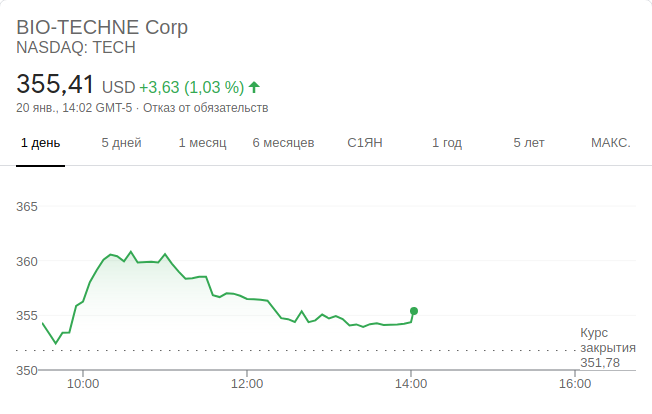 BIO-TECHNE Corp
NASDAQ: TECH
355,41 USD +3,63 (1,03 %)
20 янв., 14:02 GMT-5 · Отказ от обязательств
1 день 5 дней 1 месяц 6 месяцев С1ЯН 1 год 5 лет МАКС.
365
360
355
Курс
закрытия
351,78
350
10:00 12:00 14:00 16:00